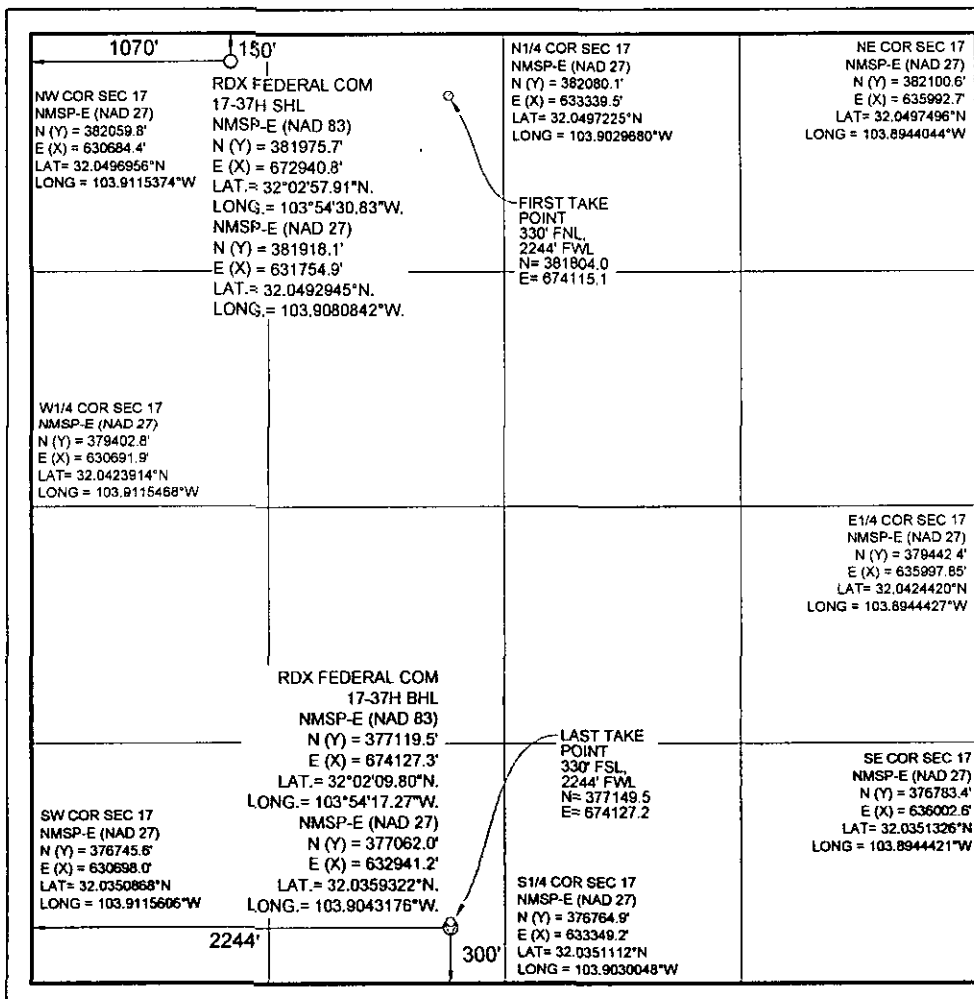 1070'
150'
NW COR SEC 17
NMSP-E (NAD 27)
N (Y) = 382059.8'
E (X) = 630684.4'
LAT= 32.0496956°N
LONG = 103.9115374°W
RDX FEDERAL COM
17-37H SHL
NMSP-E (NAD 83)
N (Y) = 381975.7'
E (X) = 672940.8'
LAT.= 32°02'57.91"N.
LONG.= 103°54'30.83"W.
NMSP-E (NAD 27)
N (Y) = 381918.1'
E (X) = 631754.9'
LAT.= 32.0492945°N.
LONG.= 103.9080842°W.
N1/4 COR SEC 17
NMSP-E (NAD 27)
N (Y) = 382080.1'
E (X) = 633339.5'
LAT= 32.0497225°N
LONG = 103.9029680°W
NE COR SEC 17
NMSP-E (NAD 27)
N (Y) = 382100.6'
E (X) = 635992.7'
LAT= 32.0497496°N
LONG = 103.8944044°W
FIRST TAKE
POINT
330' FNL,
2244' FWL
N= 381804.0
E= 674115.1
W1/4 COR SEC 17
NMSP-E (NAD 27)
N (Y) = 379402.8'
E (X) = 630691.9'
LAT= 32.0423914°N
LONG = 103.9115468°W
E1/4 COR SEC 17
NMSP-E (NAD 27)
N (Y) = 379442.4'
E (X) = 635997.85'
LAT= 32.0424420°N
LONG = 103.8944427°W
RDX FEDERAL COM
17-37H BHL
NMSP-E (NAD 83)
N (Y) = 377119.5'
E (X) = 674127.3'
LAT. = 32°02'09.80"N.
LONG.= 103°54'17.27"W.
NMSP-E (NAD 27)
N (Y) = 377062.0'
E (X) = 632941.2'
LAT.= 32.0359322°N.
LONG.= 103.9043176°W.
LAST TAKE
POINT
330' FSL,
2244' FWL
N= 377149.5
E= 674127.2
SW COR SEC 17
NMSP-E (NAD 27)
N (Y) = 376745.6'
E (X) = 630698.0'
LAT= 32.0350868°N
LONG = 103.9115606°W
SE COR SEC 17
NMSP-E (NAD 27)
N (Y) = 376783.4'
E (X) = 636002.6'
LAT= 32.0351326°N
LONG = 103.8944421°W
S1/4 COR SEC 17
NMSP-E (NAD 27)
N (Y) = 376764.9'
E (X) = 633349.2'
LAT= 32.0351112°N
LONG = 103.9030048°W
2244'
300'